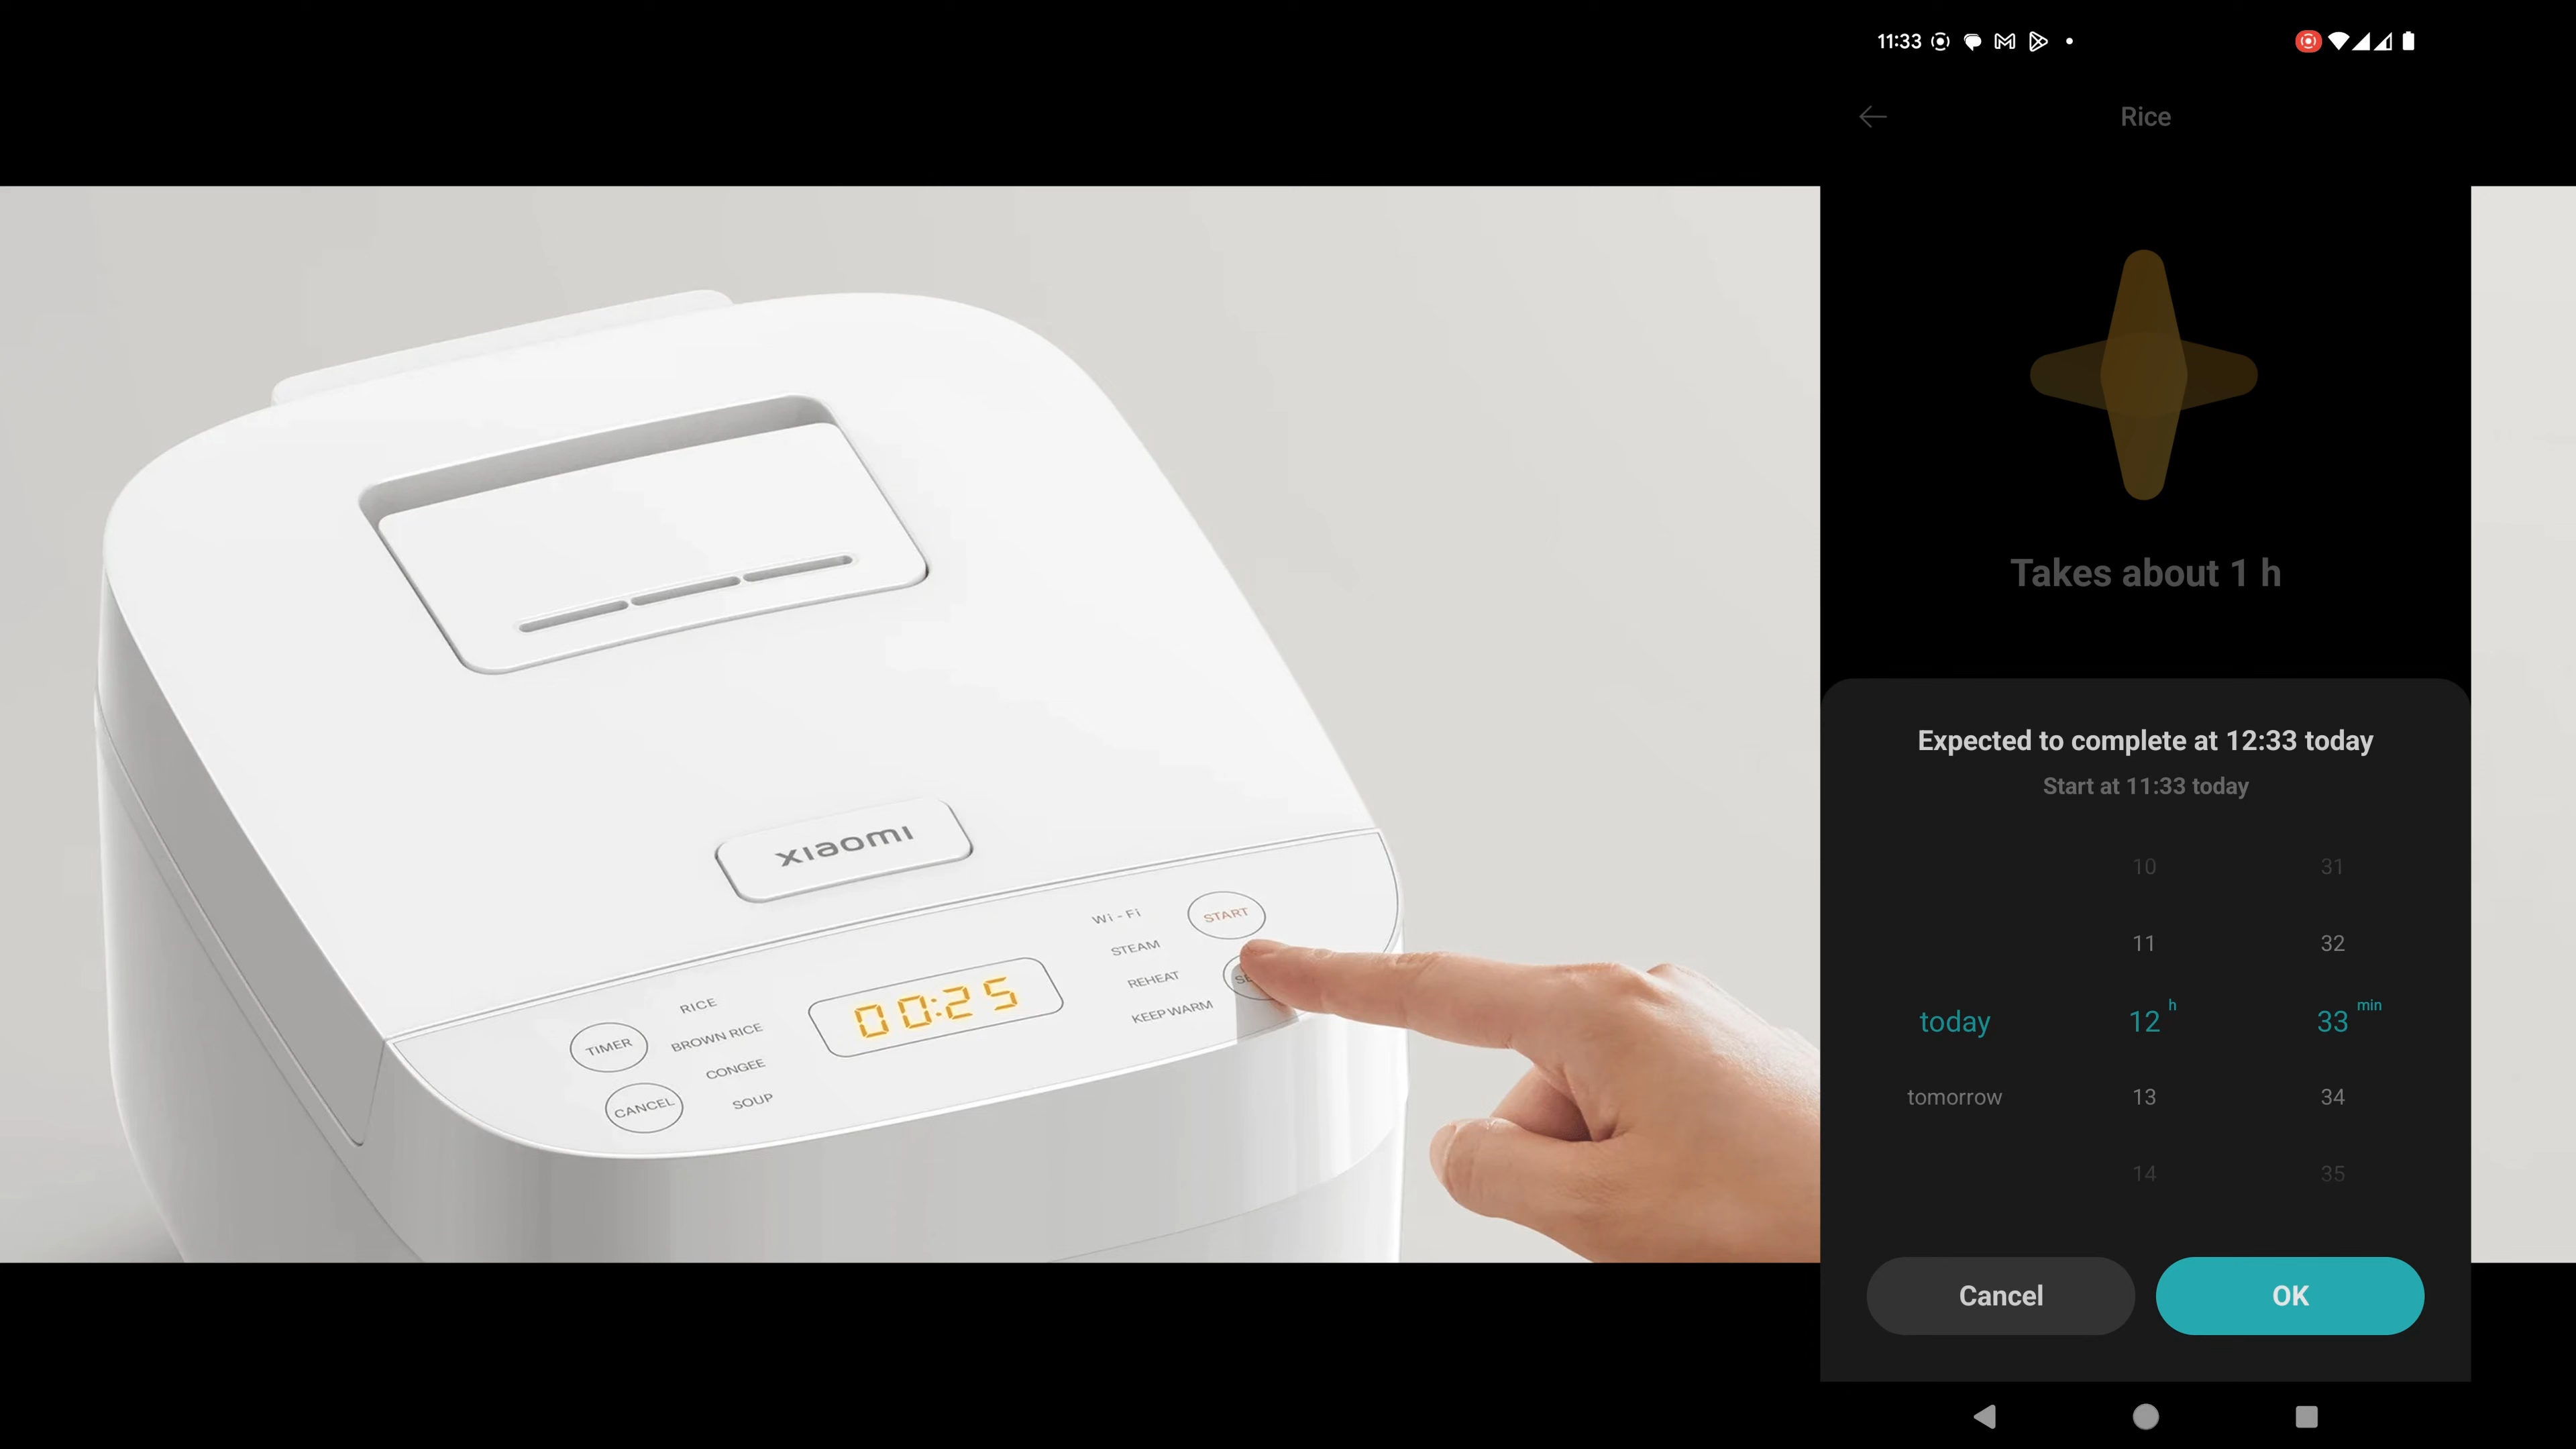 xiaomi
Wi-Fi
START
STEAM
REHEAT
KEEP WARM
RICE
BROWN RICE
CONGEE
SOUP
TIMER
CANCEL
00:25
11:33
Rice
Takes about 1 h
Expected to complete at 12:33 today
Start at 11:33 today
10 31
11 32
today 12 h 33 min
tomorrow 13 34
14 35
Cancel OK